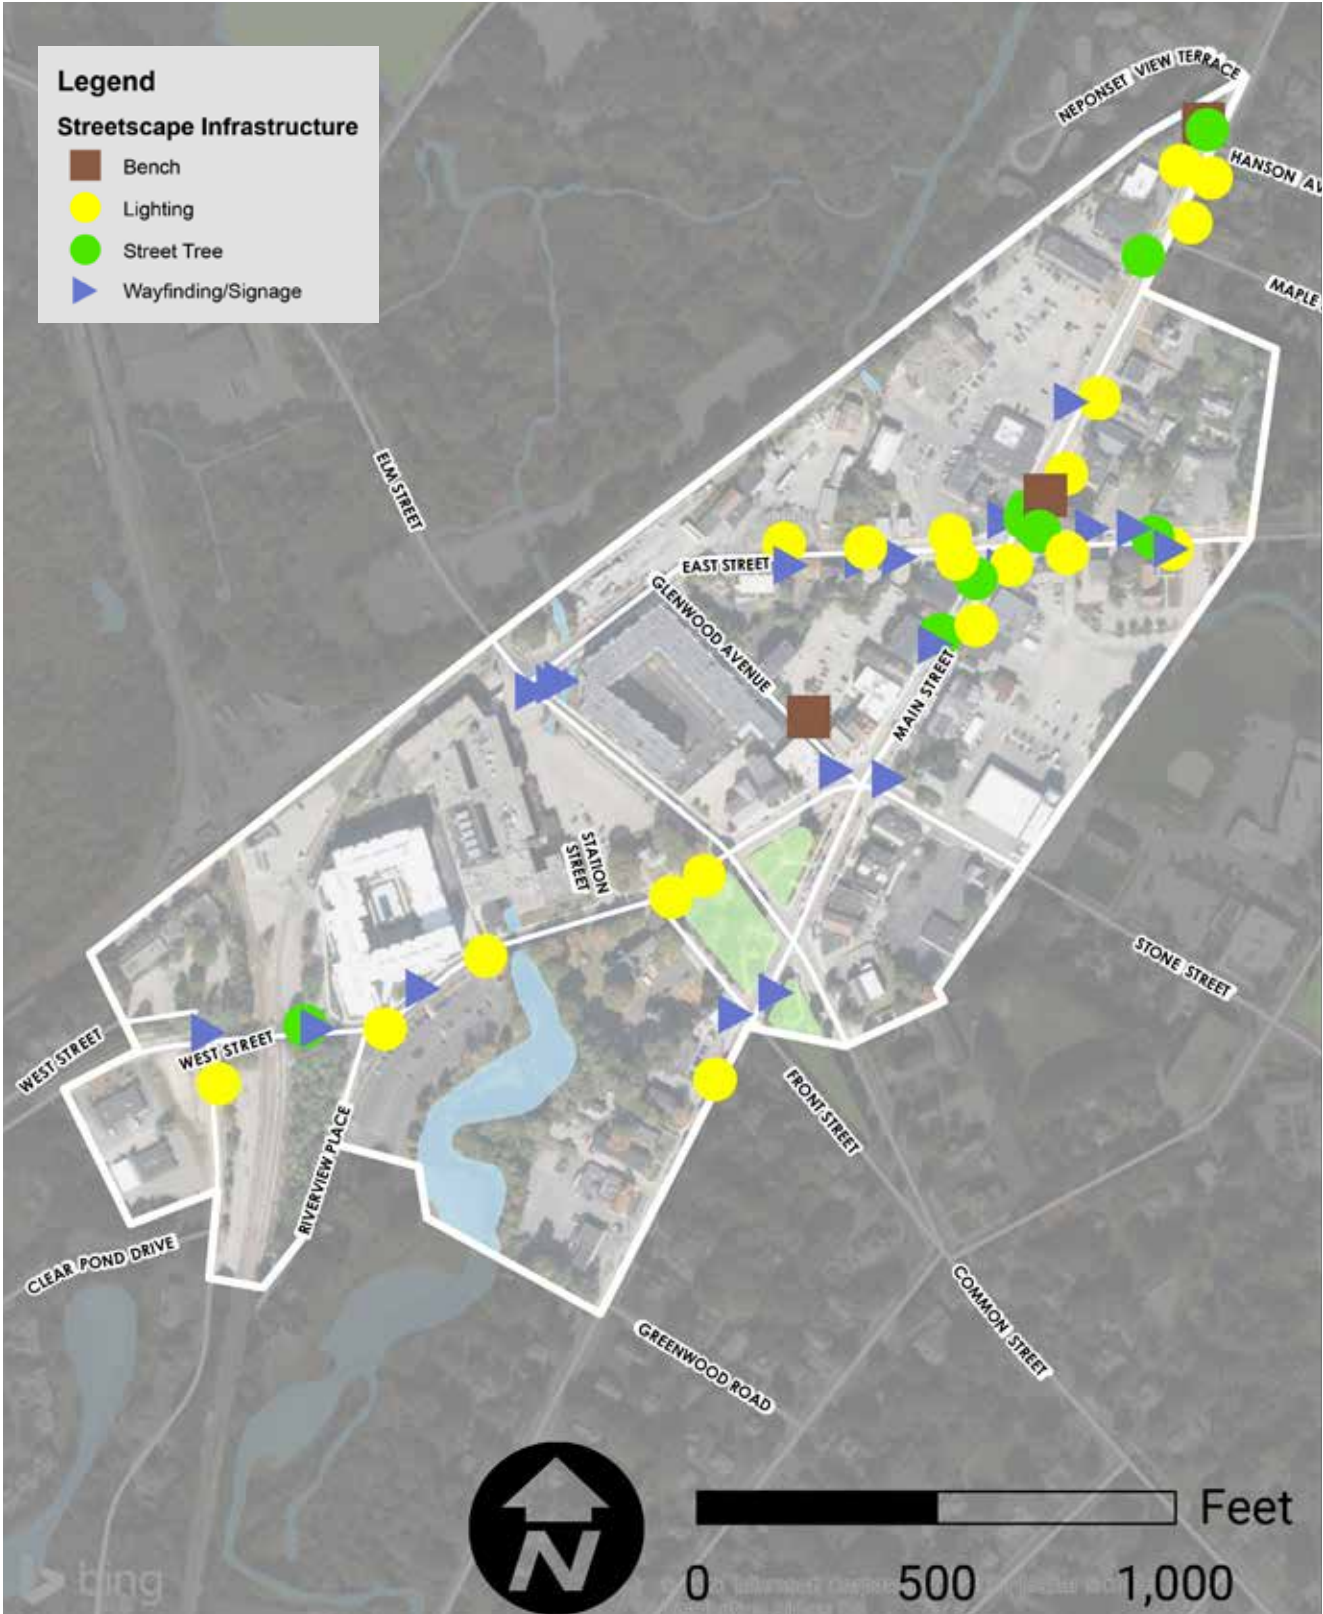 Legend
Streetscape Infrastructure
Bench
Lighting
Street Tree
Wayfinding/Signage
NEPONSET VIEW TERRACE
HANSON AV
MAPLE
ELM STREET
EAST STREET
GLENWOOD AVENUE
MAIN STREET
STATION
STREET
STONE STREET
WEST STREET
WEST STREET
FRONT STREET
RIVERVIEW PLACE
CLEAR POND DRIVE
COMMON STREET
GREENWOOD ROAD
N
Feet
0 500 1,000
bing